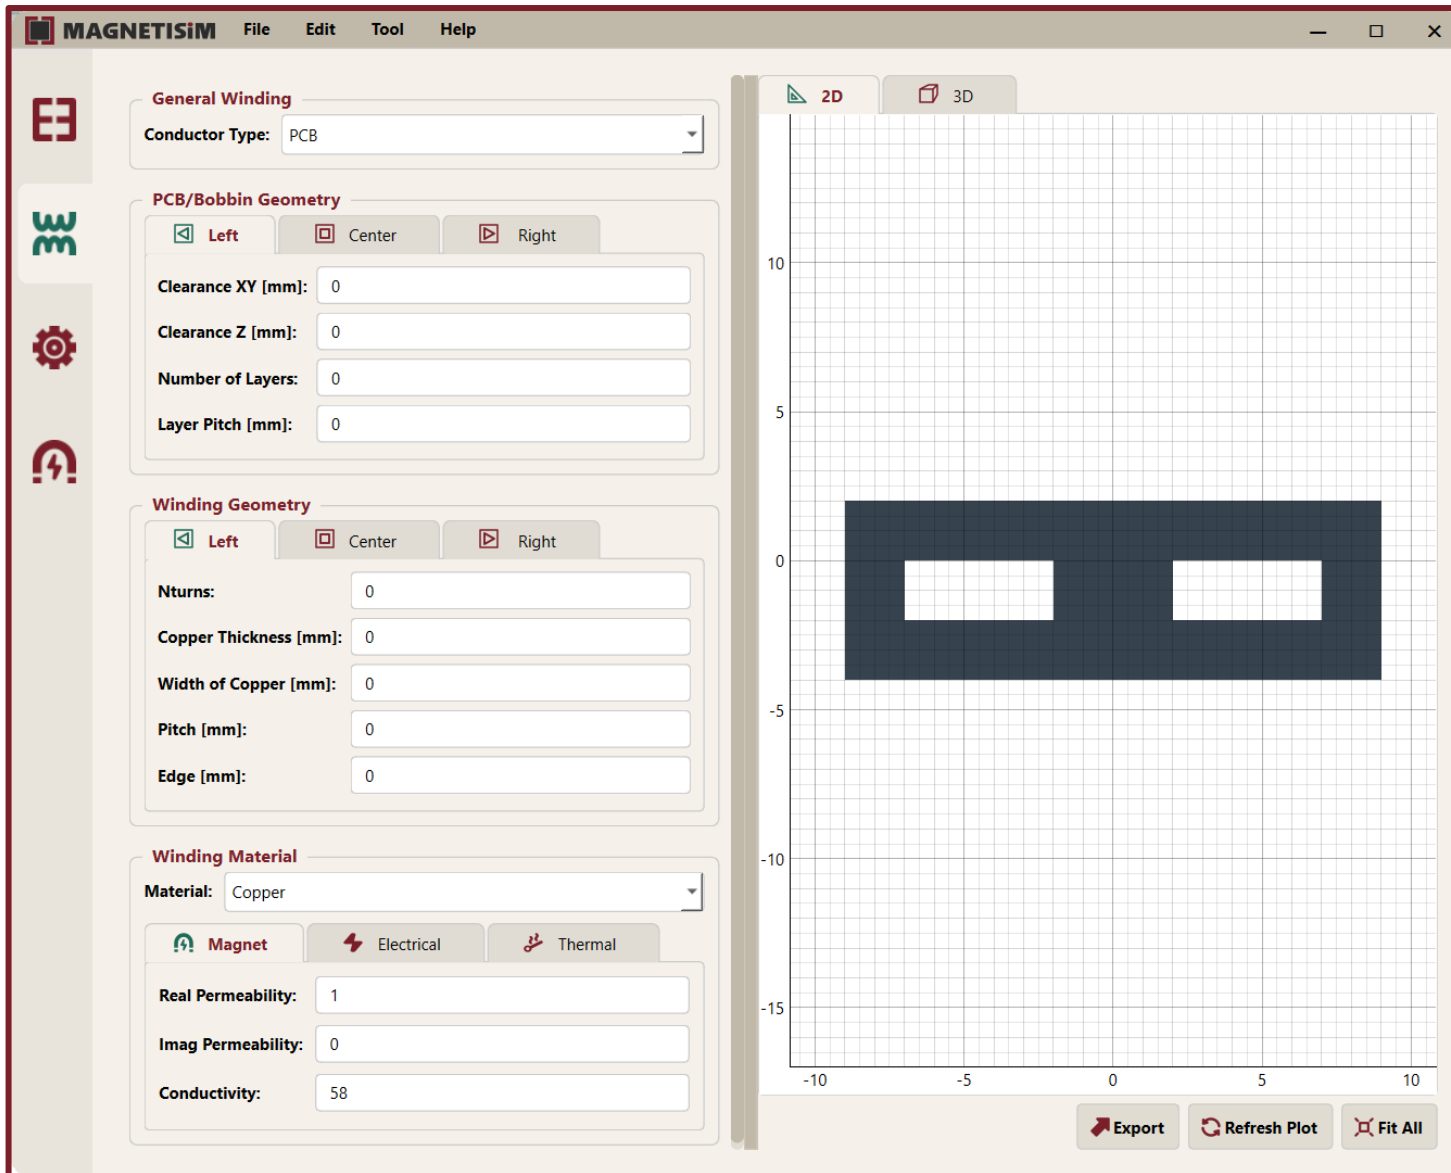 MAGNETISiM File Edit Tool Help
General Winding
Conductor Type: PCB
PCB/Bobbin Geometry
Left Center Right
Clearance XY [mm]: 0
Clearance Z [mm]: 0
Number of Layers: 0
Layer Pitch [mm]: 0
Winding Geometry
Left Center Right
Nturns: 0
Copper Thickness [mm]: 0
Width of Copper [mm]: 0
Pitch [mm]: 0
Edge [mm]: 0
Winding Material
Material: Copper
Magnet Electrical Thermal
Real Permeability: 1
Imag Permeability: 0
Conductivity: 58
2D 3D
10
5
0
-5
-10
-15
-10 -5 0 5 10
Export Refresh Plot Fit All